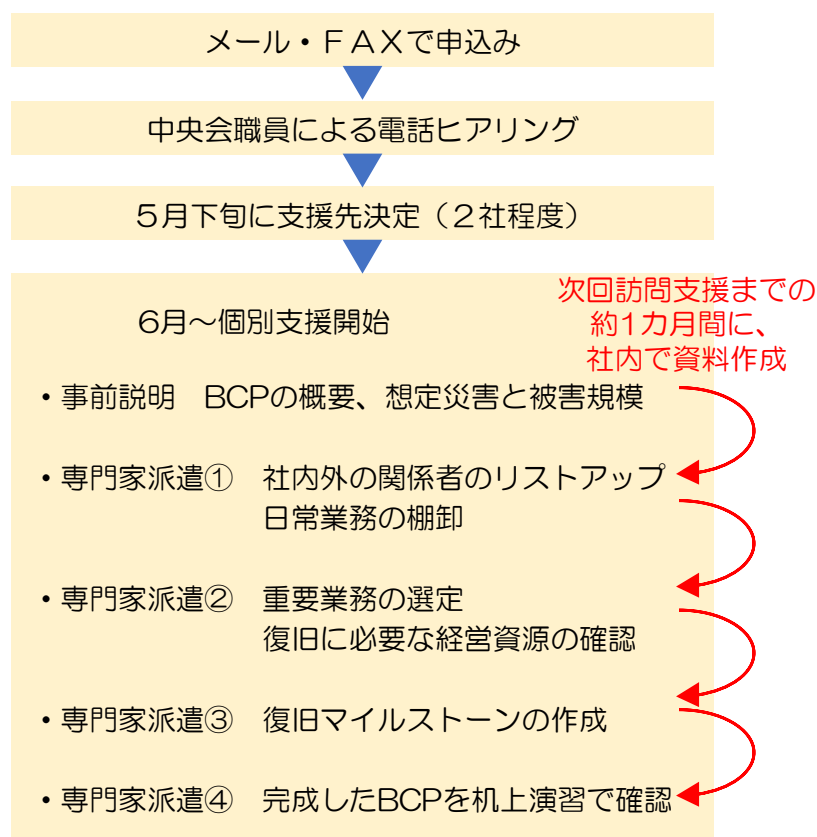 メール・ＦＡＸで申込み
中央会職員による電話ヒアリング
５月下旬に支援先決定（２社程度）
次回訪問支援までの
約1カ月間に、
社内で資料作成
6月～個別支援開始
・事前説明　BCPの概要、想定災害と被害規模
・専門家派遣①　社内外の関係者のリストアップ
日常業務の棚卸
・専門家派遣②　重要業務の選定
復旧に必要な経営資源の確認
・専門家派遣③　復旧マイルストーンの作成
・専門家派遣④　完成したBCPを机上演習で確認